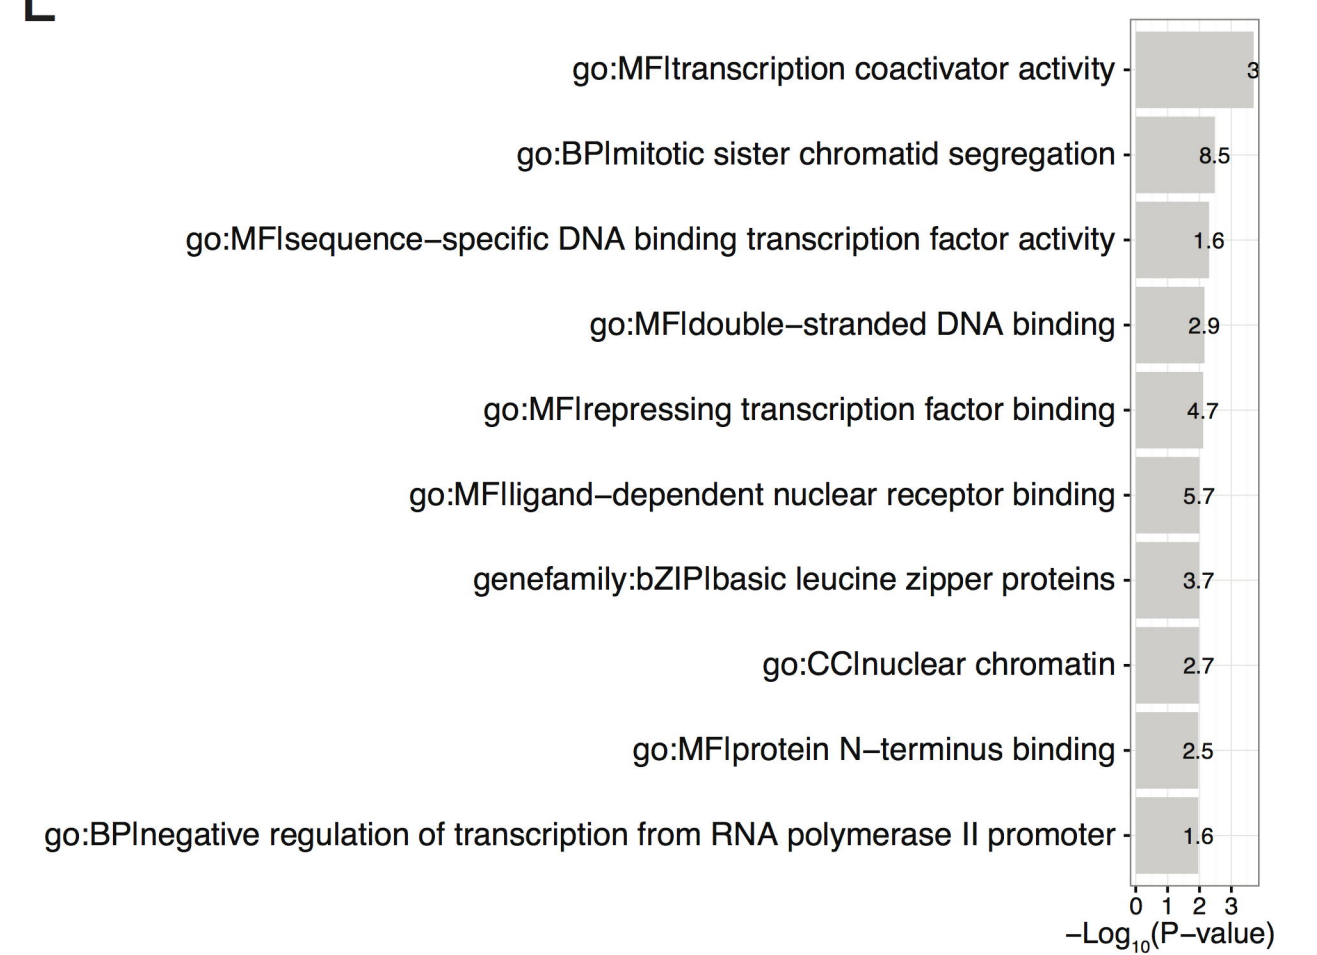 go:MF|transcription coactivator activity 3
go:BP|mitotic sister chromatid segregation 8.5
go:MF|sequence−specific DNA binding transcription factor activity 1.6
go:MF|double−stranded DNA binding 2.9
go:MF|repressing transcription factor binding 4.7
go:MF|ligand−dependent nuclear receptor binding 5.7
genefamily:bZIP|basic leucine zipper proteins 3.7
go:CC|nuclear chromatin 2.7
go:MF|protein N−terminus binding 2.5
go:BP|negative regulation of transcription from RNA polymerase II promoter 1.6
0 1 2 3
−Log10(P−value)